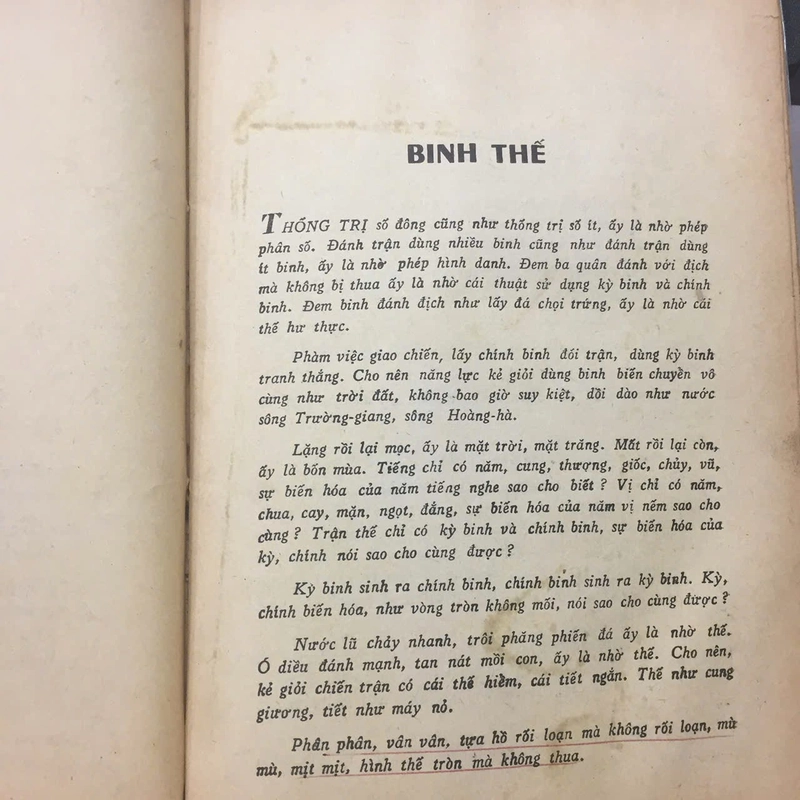 BINH THẾ
THỐNG TRỊ số đông cũng như thống trị số ít, ấy là nhờ phép
phân số. Đánh trận dùng nhiều binh cũng như đánh trận dùng
ít binh, ấy là nhờ phép hình danh. Đem ba quân đánh với địch
mà không bị thua ấy là nhờ cái thuật sử dụng kỳ binh và chính
binh. Đem binh đánh địch như lấy đá chọi trứng, ấy là nhờ cái
thế hư thực.
Phàm việc giao chiến, lấy chính binh đối trận, dùng kỳ binh
tranh thắng. Cho nên năng lực kẻ giỏi dùng binh biến chuyển vô
cùng như trời đất, không bao giờ suy kiệt, dồi dào như nước
sông Trường-giang, sông Hoàng-hà.
Lặng rồi lại mọc, ấy là mặt trời, mặt trăng. Mất rồi lại còn,
ấy là bốn mùa. Tiếng chỉ có năm, cung, thượng, giốc, chủy, vũ,
sự biến hóa của năm tiếng nghe sao cho biết ? Vị chỉ có năm,
chua, cay, mặn, ngọt, đắng, sự biến hóa của năm vị nếm sao cho
cùng ? Trận thế chỉ có kỳ binh và chính binh, sự biến hóa của
kỳ, chính nói sao cho cùng được ?
Kỳ binh sinh ra chính binh, chính binh sinh ra kỳ binh. Kỳ,
chính biến hóa, như vòng tròn không mối, nói sao cho cùng được ?
Nước lũ chảy nhanh, trôi phăng phiến đá ấy là nhờ thế.
Ó diều đánh mạnh, tan nát mồi con, ấy là nhờ thế. Cho nên,
kẻ giỏi chiến trận có cái thế hiểm, cái tiết ngắn. Thế như cung
giương, tiết như máy nỏ.
Phân phân, vân vân, tựa hồ rối loạn mà không rối loạn, mù
mù, mịt mịt, hình thế tròn mà không thua.